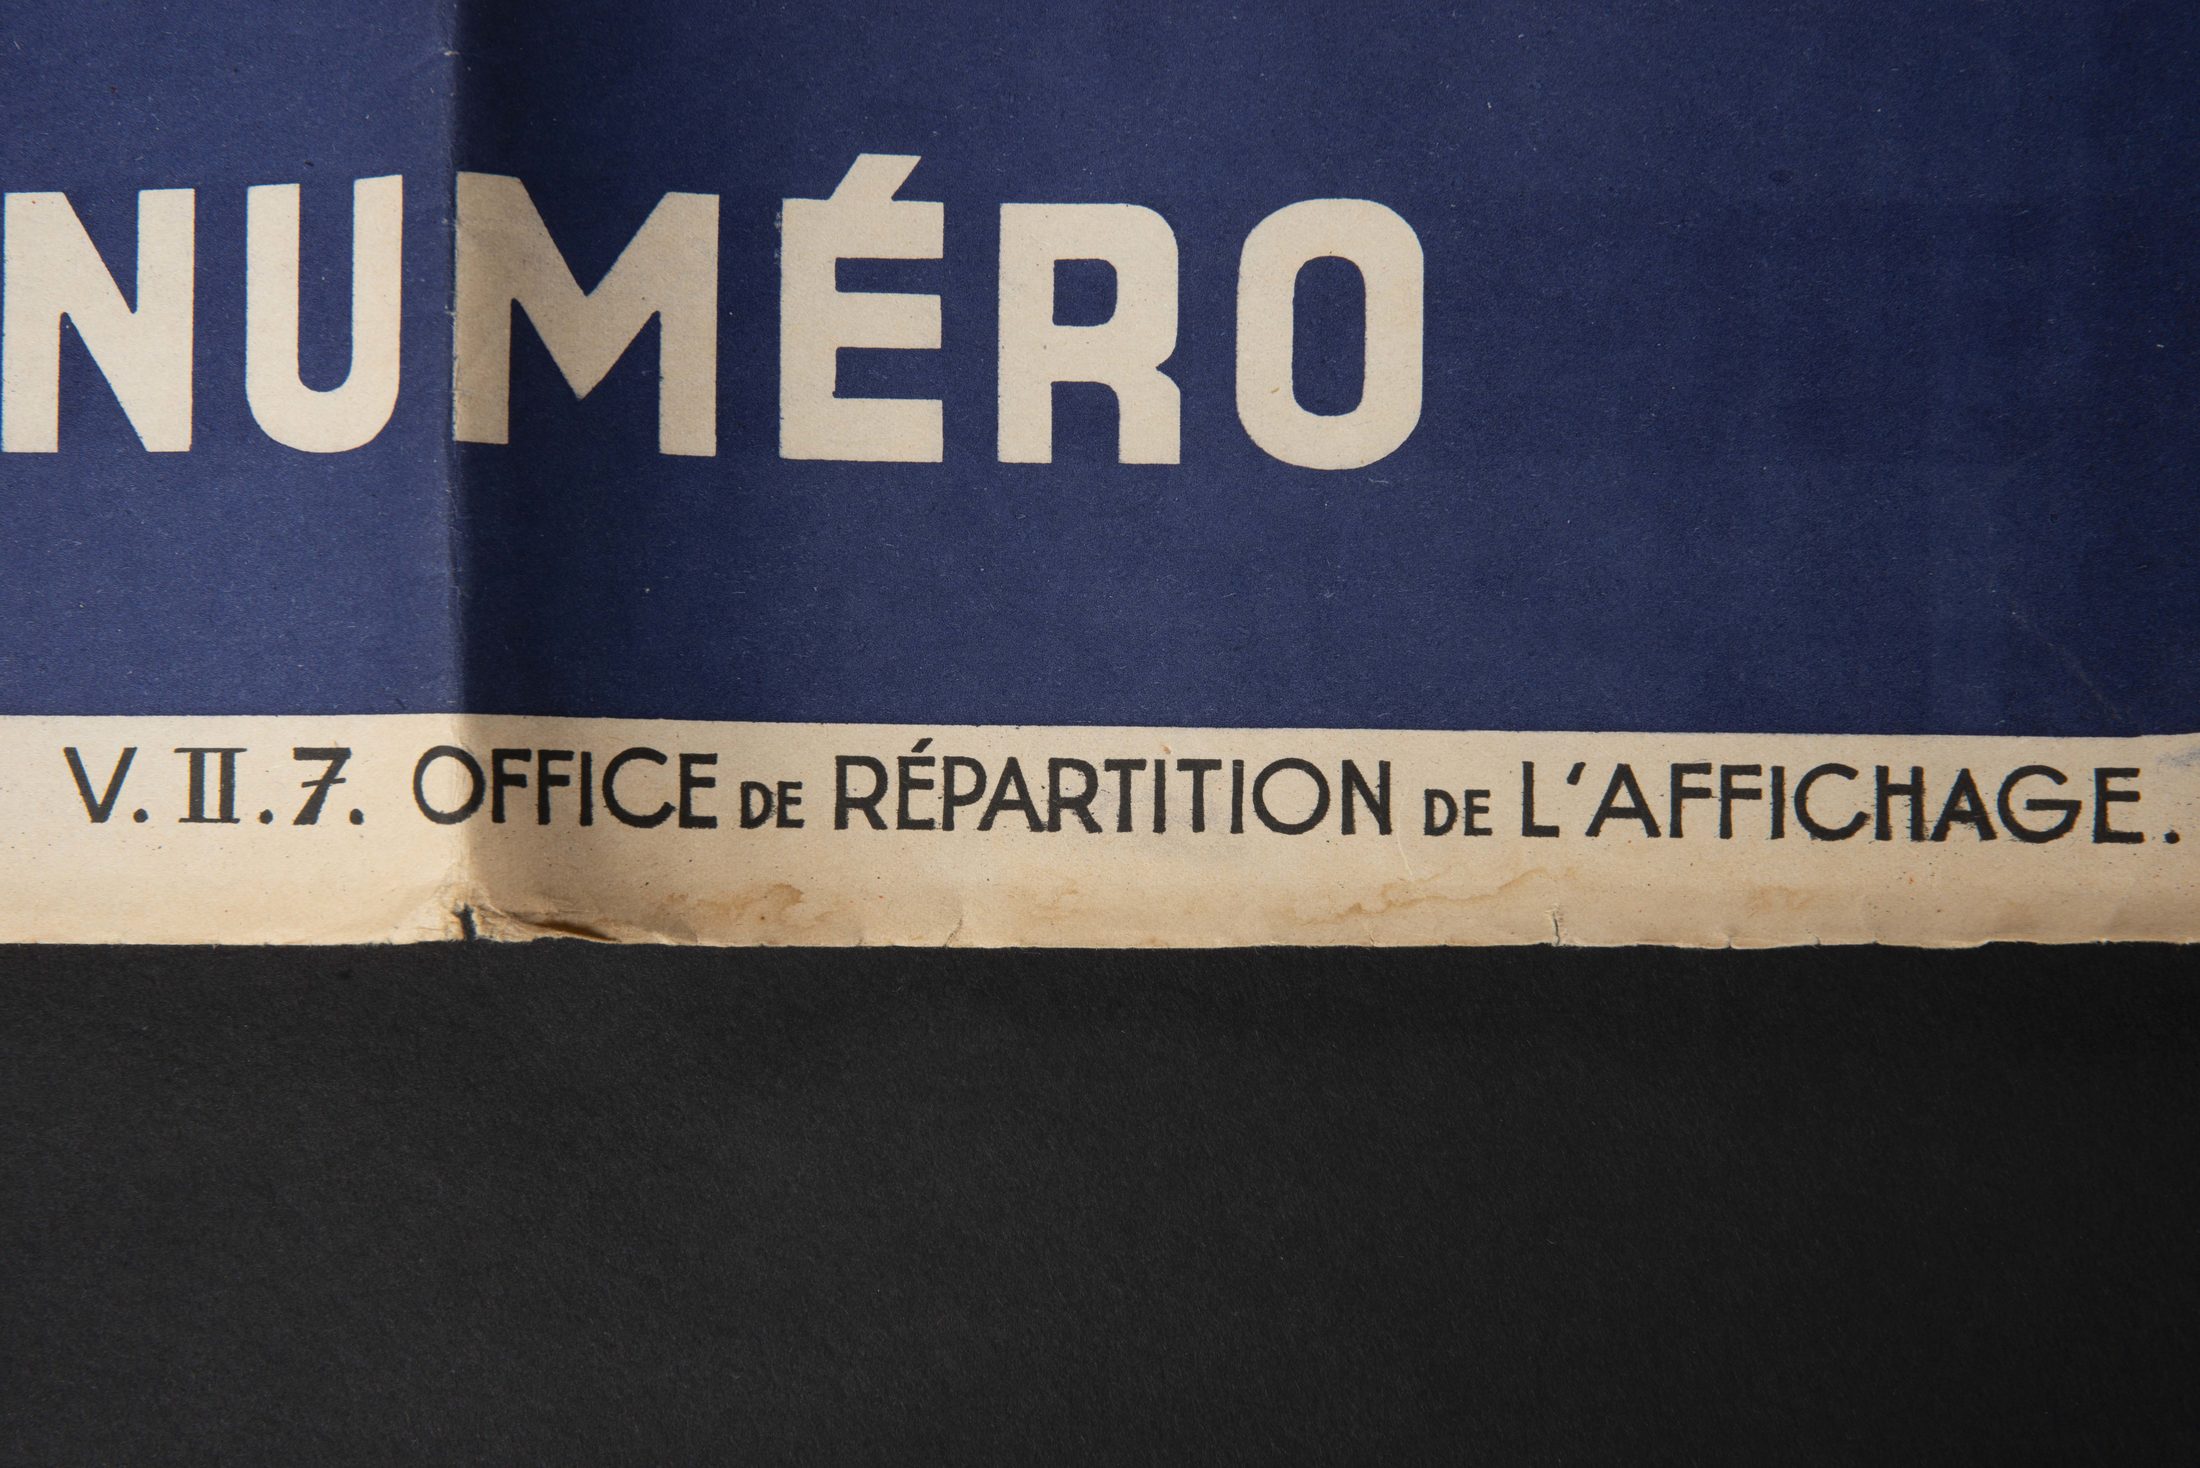 NUMÉRO
V. II. 7. OFFICE DE RÉPARTITION DE L'AFFICHAGE.